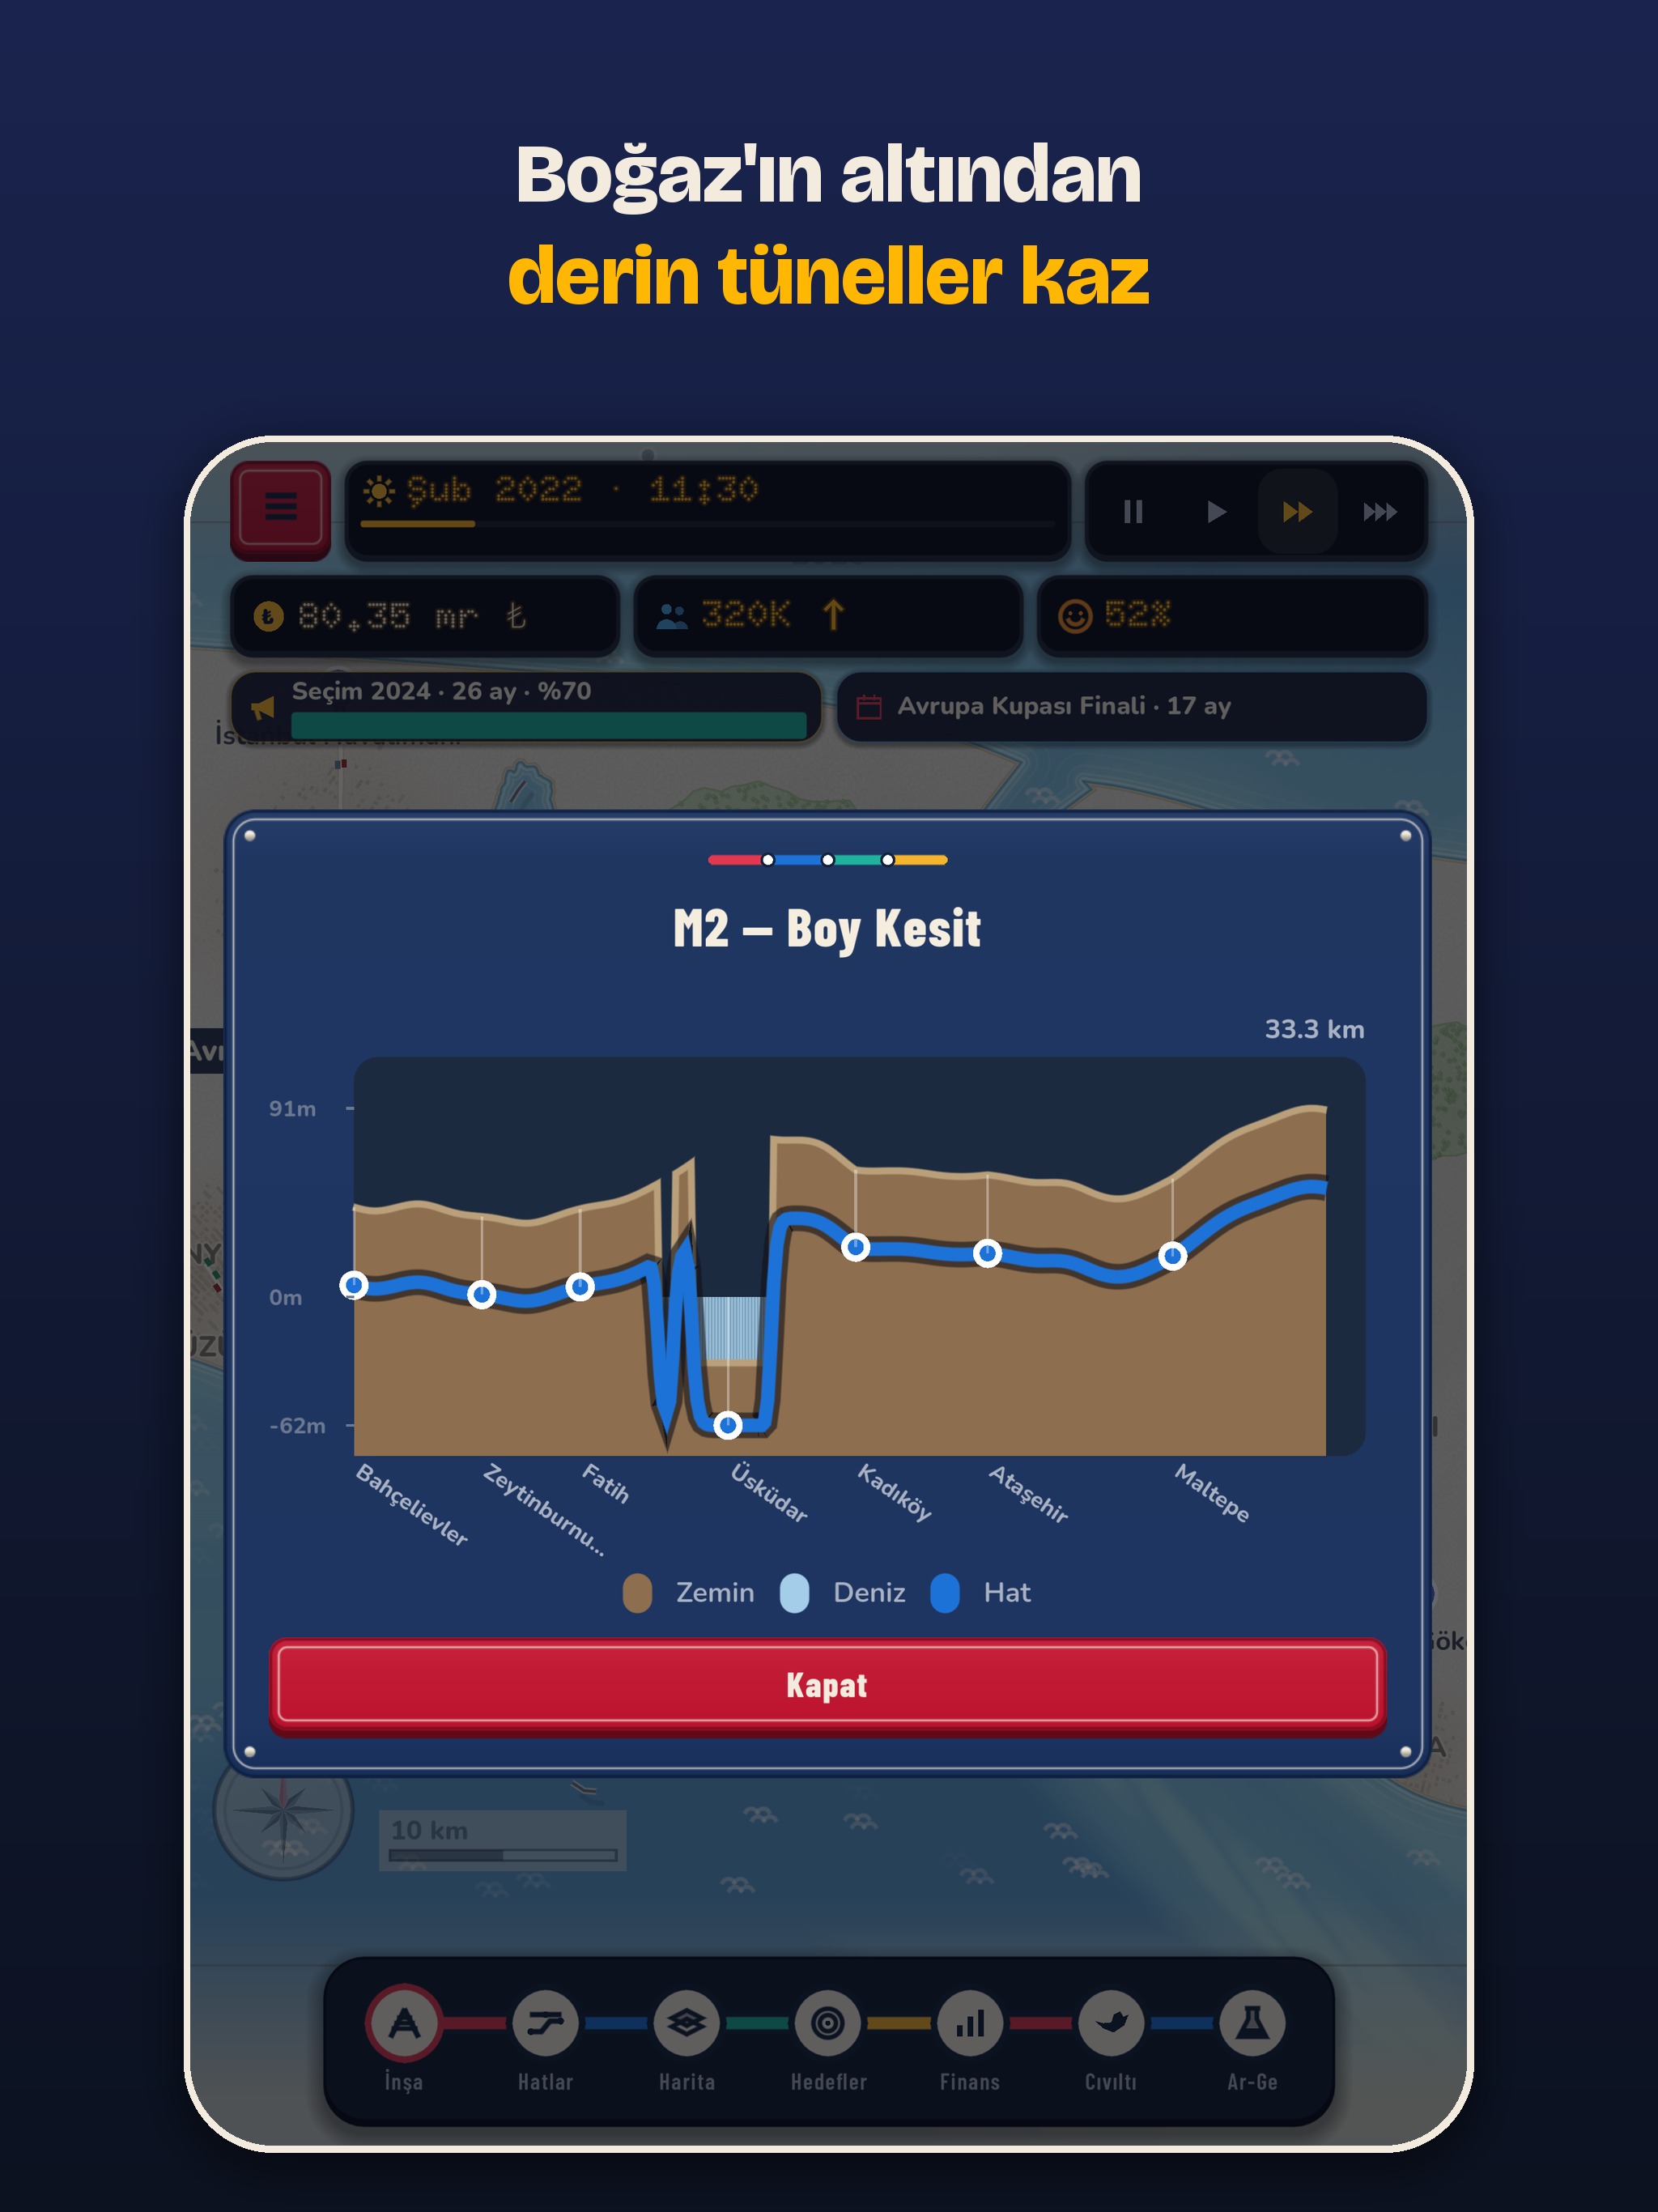 Boğaz'ın altından
derin tüneller kaz
Şub 2022 · 11:30
80.35 mr ₺
320K ↑
52%
Seçim 2024 · 26 ay · %70
Avrupa Kupası Finali · 17 ay
İstanbul Havalimanı
M2 — Boy Kesit
33.3 km
91m
0m
-62m
Bahçelievler
Zeytinburnu...
Fatih
Üsküdar
Kadıköy
Ataşehir
Maltepe
Zemin
Deniz
Hat
Kapat
10 km
İnşa
Hatlar
Harita
Hedefler
Finans
Cıvıltı
Ar-Ge